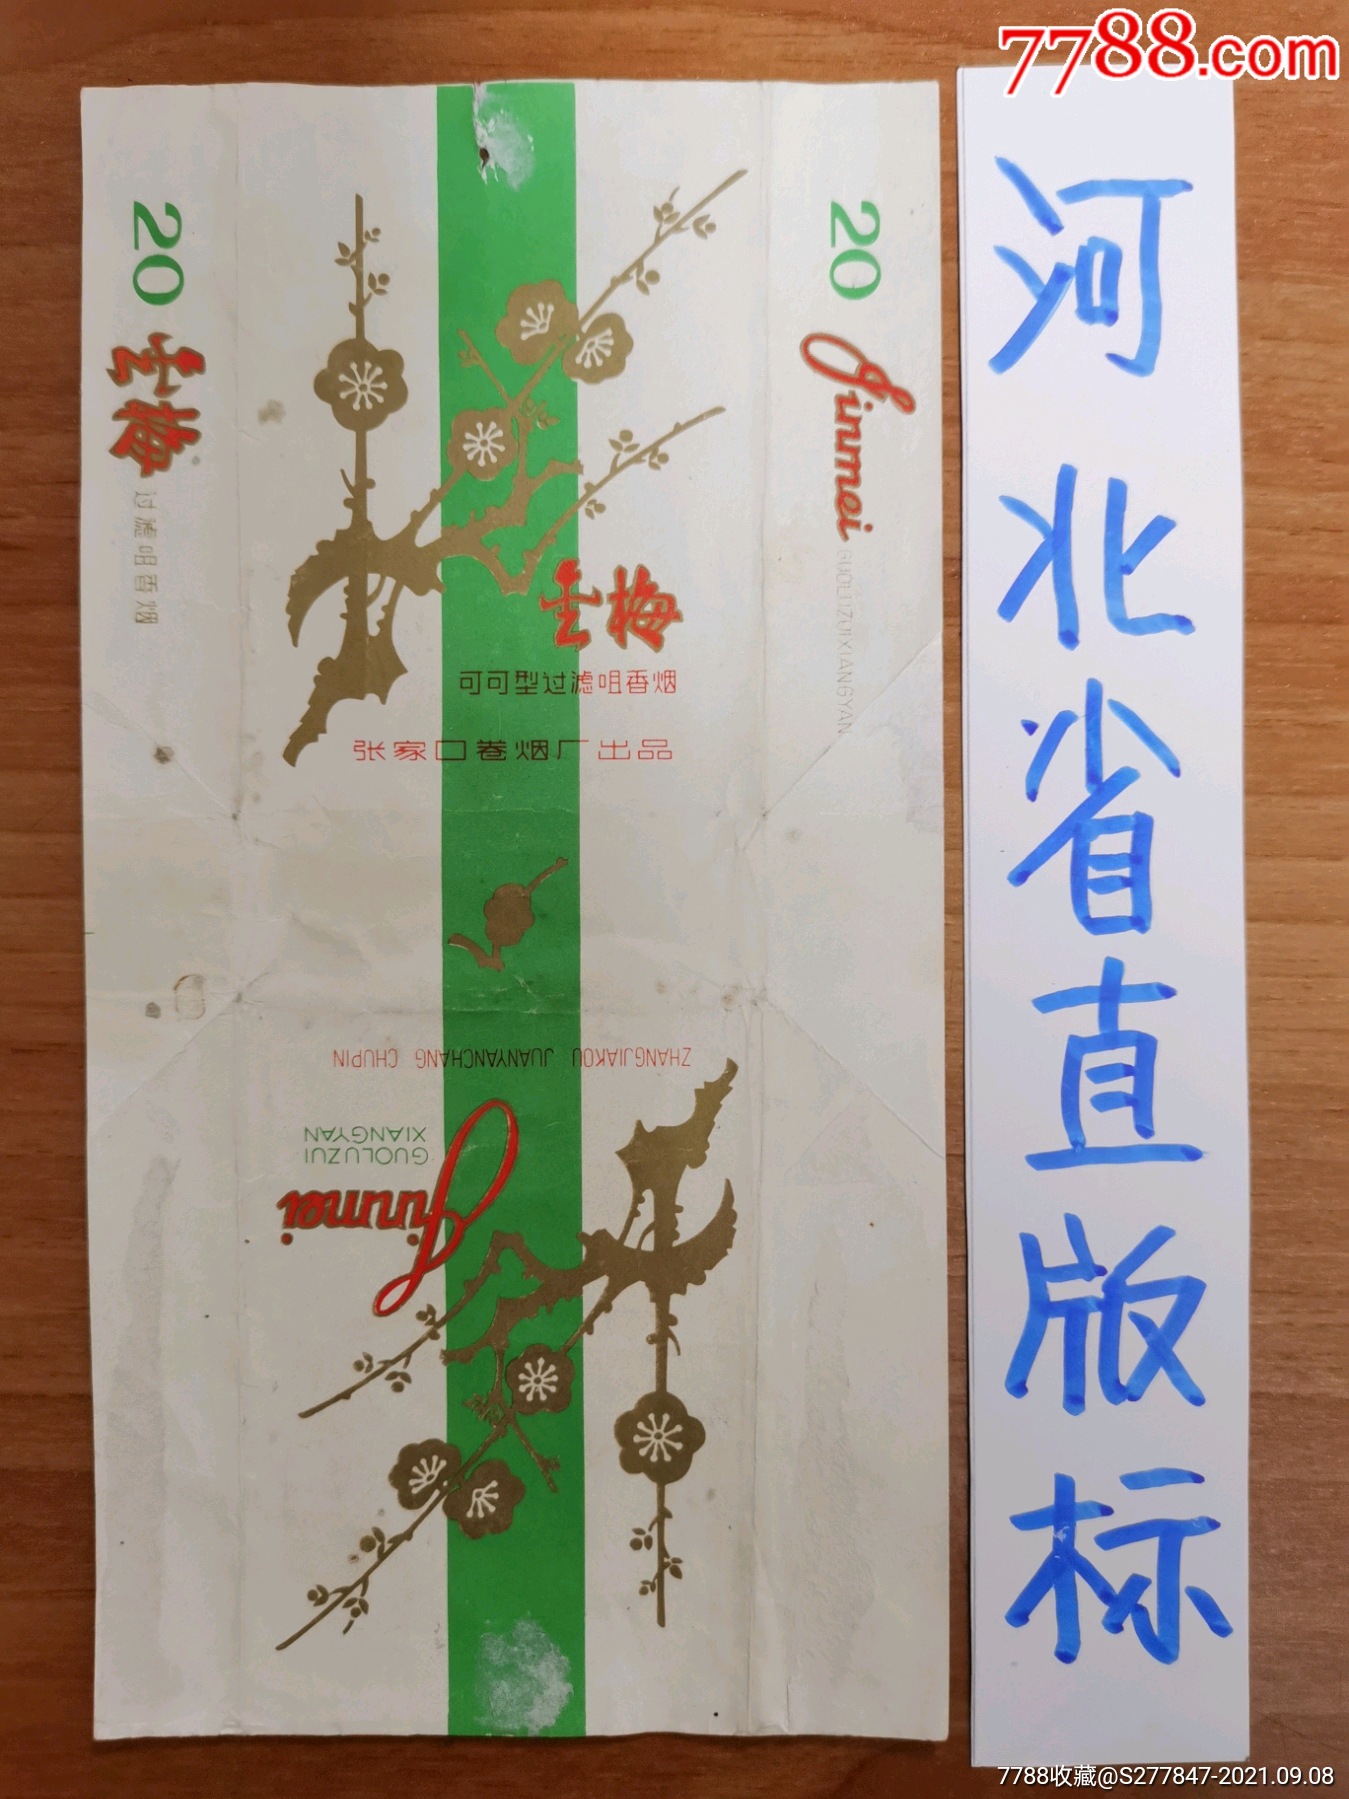 7788.com
20
金梅
过滤咀香烟
20
Jinmei
GUOLUZUIXIANGYAN
金梅
可可型过滤咀香烟
张家口卷烟厂出品
ZHANGJIAKOU JUANYANCHANG CHUPIN
Jinmei
GUOLUZUI
XIANGYAN
河北省直版标
7788收藏@S277847-2021.09.08